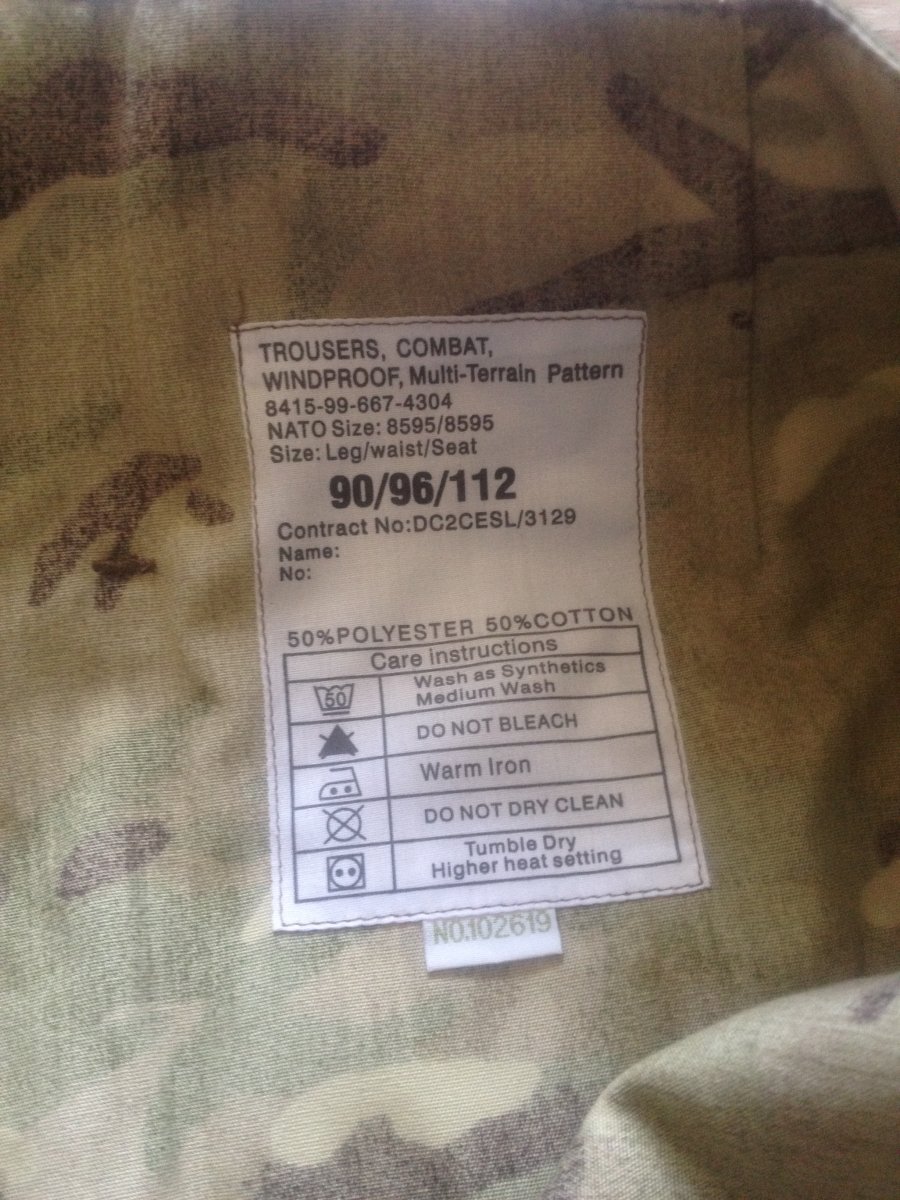 TROUSERS, COMBAT,
WINDPROOF, Multi-Terrain Pattern
8415-99-667-4304
NATO Size: 8595/8595
Size: Leg/waist/Seat
90/96/112
Contract No:DC2CESL/3129
Name:
No:
50%POLYESTER 50%COTTON
Care instructions
50 Wash as Synthetics
Medium Wash
DO NOT BLEACH
Warm Iron
DO NOT DRY CLEAN
Tumble Dry
Higher heat setting
NO.102619